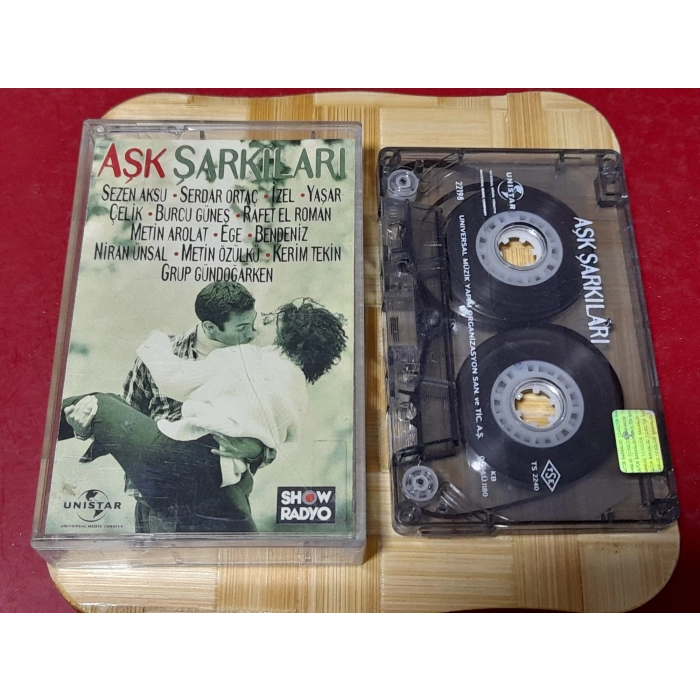 AŞK ŞARKILARI
SEZEN AKSU • SERDAR ORTAÇ • İZEL • YAŞAR
ÇELİK • BURCU GÜNEŞ • RAFET EL ROMAN
METİN AROLAT • EGE • BENDENİZ
NİRAN ÜNSAL • METİN ÖZÜLKÜ • KERİM TEKİN
GRUP GÜNDOĞARKEN
UNISTAR
SHOW
RADYO
UNISTAR
AŞK ŞARKILARI
UNIVERSAL MÜZİK YAPIM ORGANİZASYON SAN. ve TİC. A.Ş.
KB
TSE
TS 2240